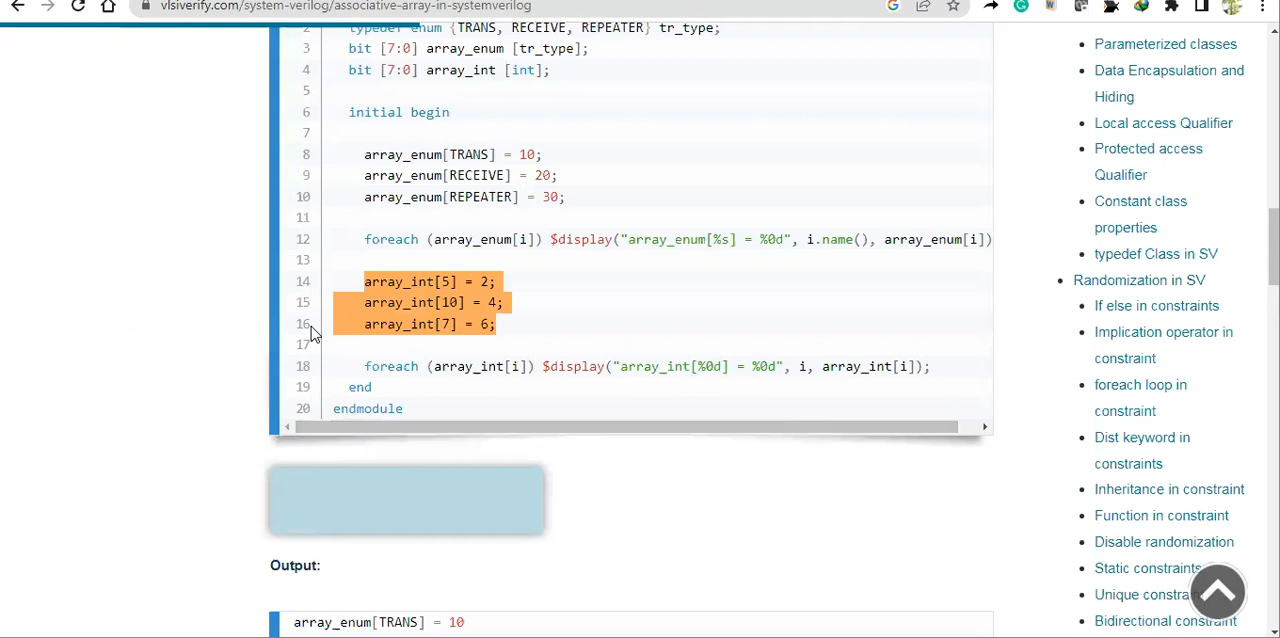 vlsiverify.com/system-verilog/associative-array-in-systemverilog
2 typedef enum {TRANS, RECEIVE, REPEATER} tr_type;
3 bit [7:0] array_enum [tr_type];
4 bit [7:0] array_int [int];
5
6 initial begin
7
8 array_enum[TRANS] = 10;
9 array_enum[RECEIVE] = 20;
10 array_enum[REPEATER] = 30;
11
12 foreach (array_enum[i]) $display("array_enum[%s] = %0d", i.name(), array_enum[i])
13
14 array_int[5] = 2;
15 array_int[10] = 4;
16 array_int[7] = 6;
17
18 foreach (array_int[i]) $display("array_int[%0d] = %0d", i, array_int[i]);
19 end
20 endmodule
Output:
array_enum[TRANS] = 10
Parameterized classes
Data Encapsulation and
Hiding
Local access Qualifier
Protected access
Qualifier
Constant class
properties
typedef Class in SV
Randomization in SV
If else in constraints
Implication operator in
constraint
foreach loop in
constraint
Dist keyword in
constraints
Inheritance in constraint
Function in constraint
Disable randomization
Static constraints
Unique
Bidirectional constraint